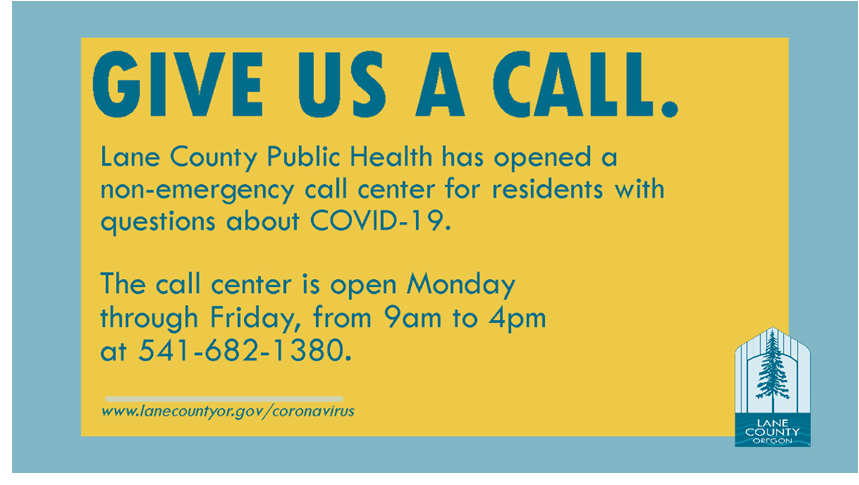 GIVE US A CALL.
Lane County Public Health has opened a
non-emergency call center for residents with
questions about COVID-19.
The call center is open Monday
through Friday, from 9am to 4pm
at 541-682-1380.
www.lanecountyor.gov/coronavirus
LANE
COUNTY
OREGON